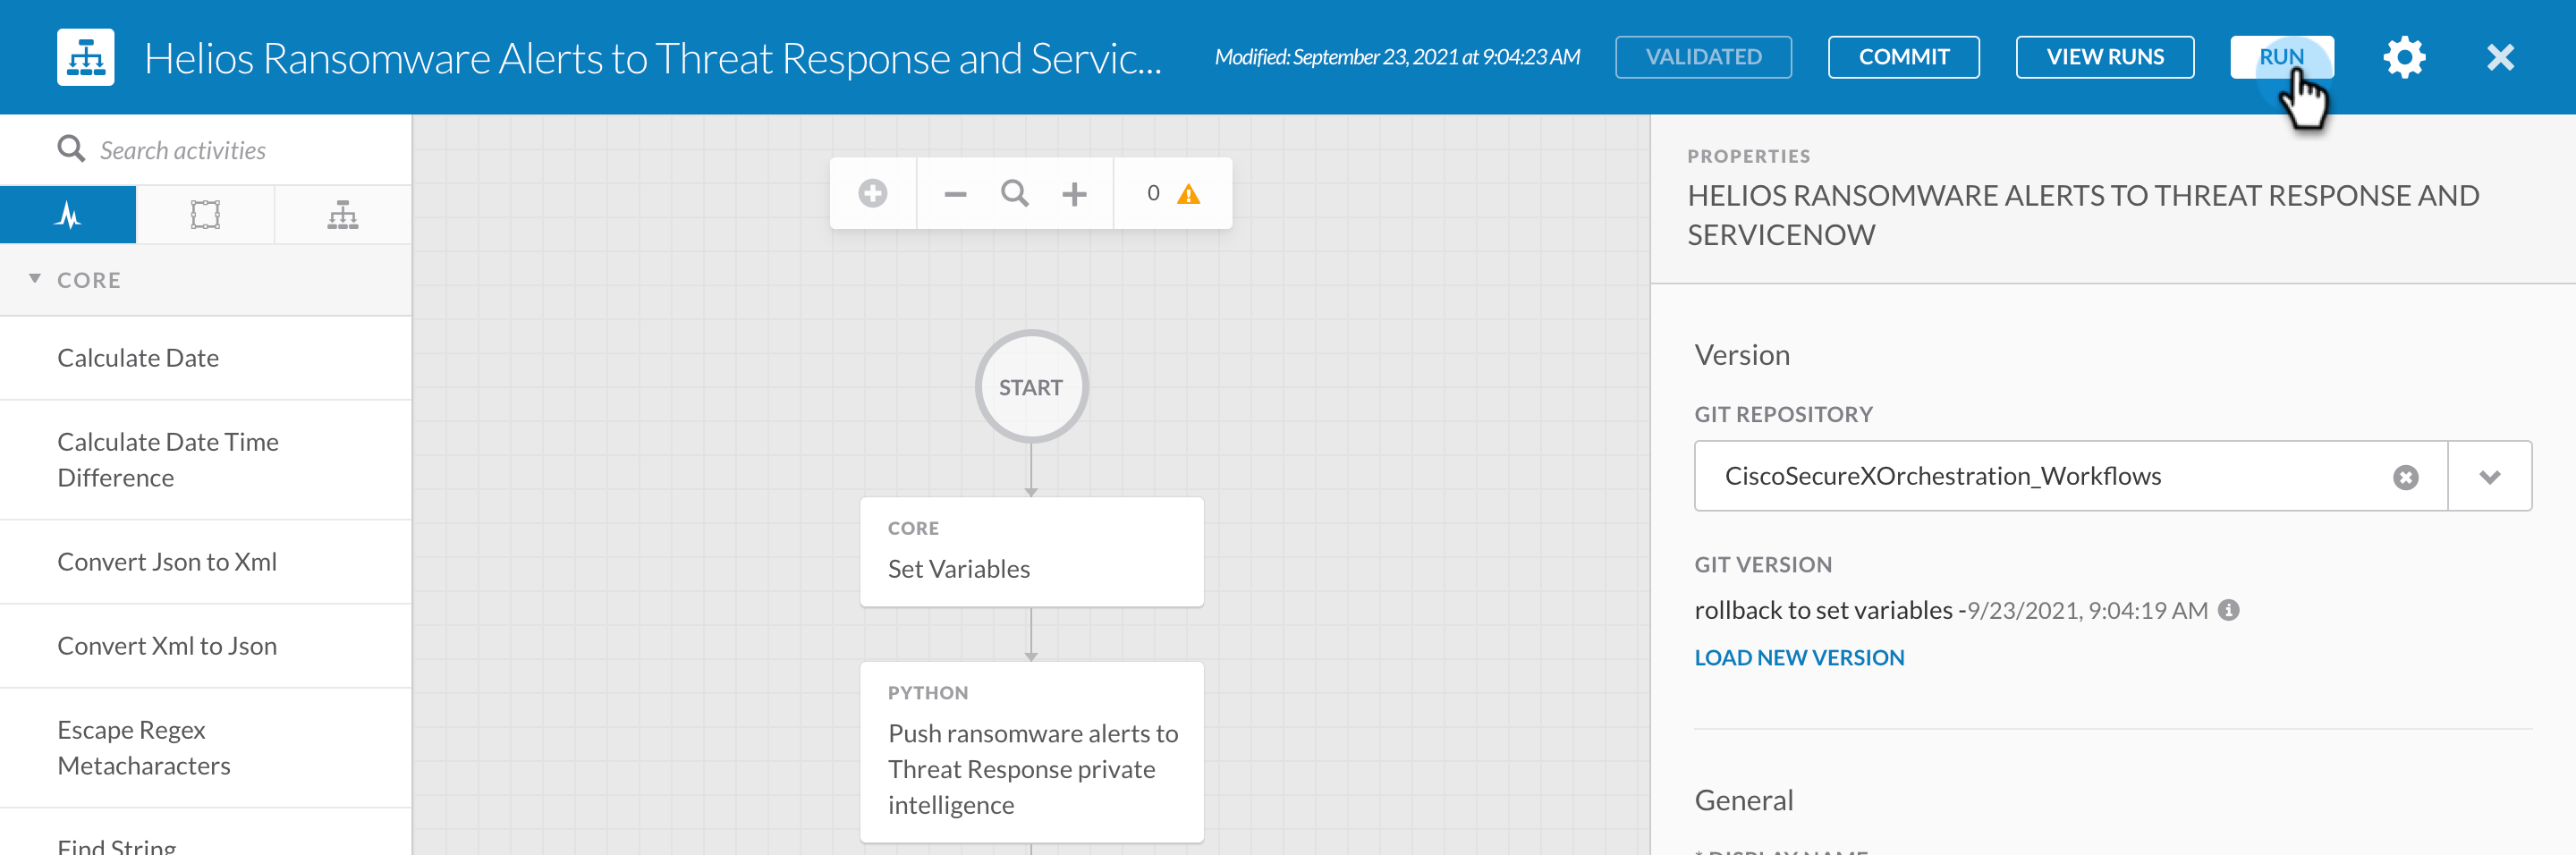 Helios Ransomware Alerts to Threat Response and Servic...
Modified: September 23, 2021 at 9:04:23 AM
VALIDATED
COMMIT
VIEW RUNS
RUN
Search activities
CORE
Calculate Date
Calculate Date Time
Difference
Convert Json to Xml
Convert Xml to Json
Escape Regex
Metacharacters
Find String
0
START
CORE
Set Variables
PYTHON
Push ransomware alerts to
Threat Response private
intelligence
PROPERTIES
HELIOS RANSOMWARE ALERTS TO THREAT RESPONSE AND
SERVICENOW
Version
GIT REPOSITORY
CiscoSecureXOrchestration_Workflows
GIT VERSION
rollback to set variables -9/23/2021, 9:04:19 AM
LOAD NEW VERSION
General
* DISPLAY NAME